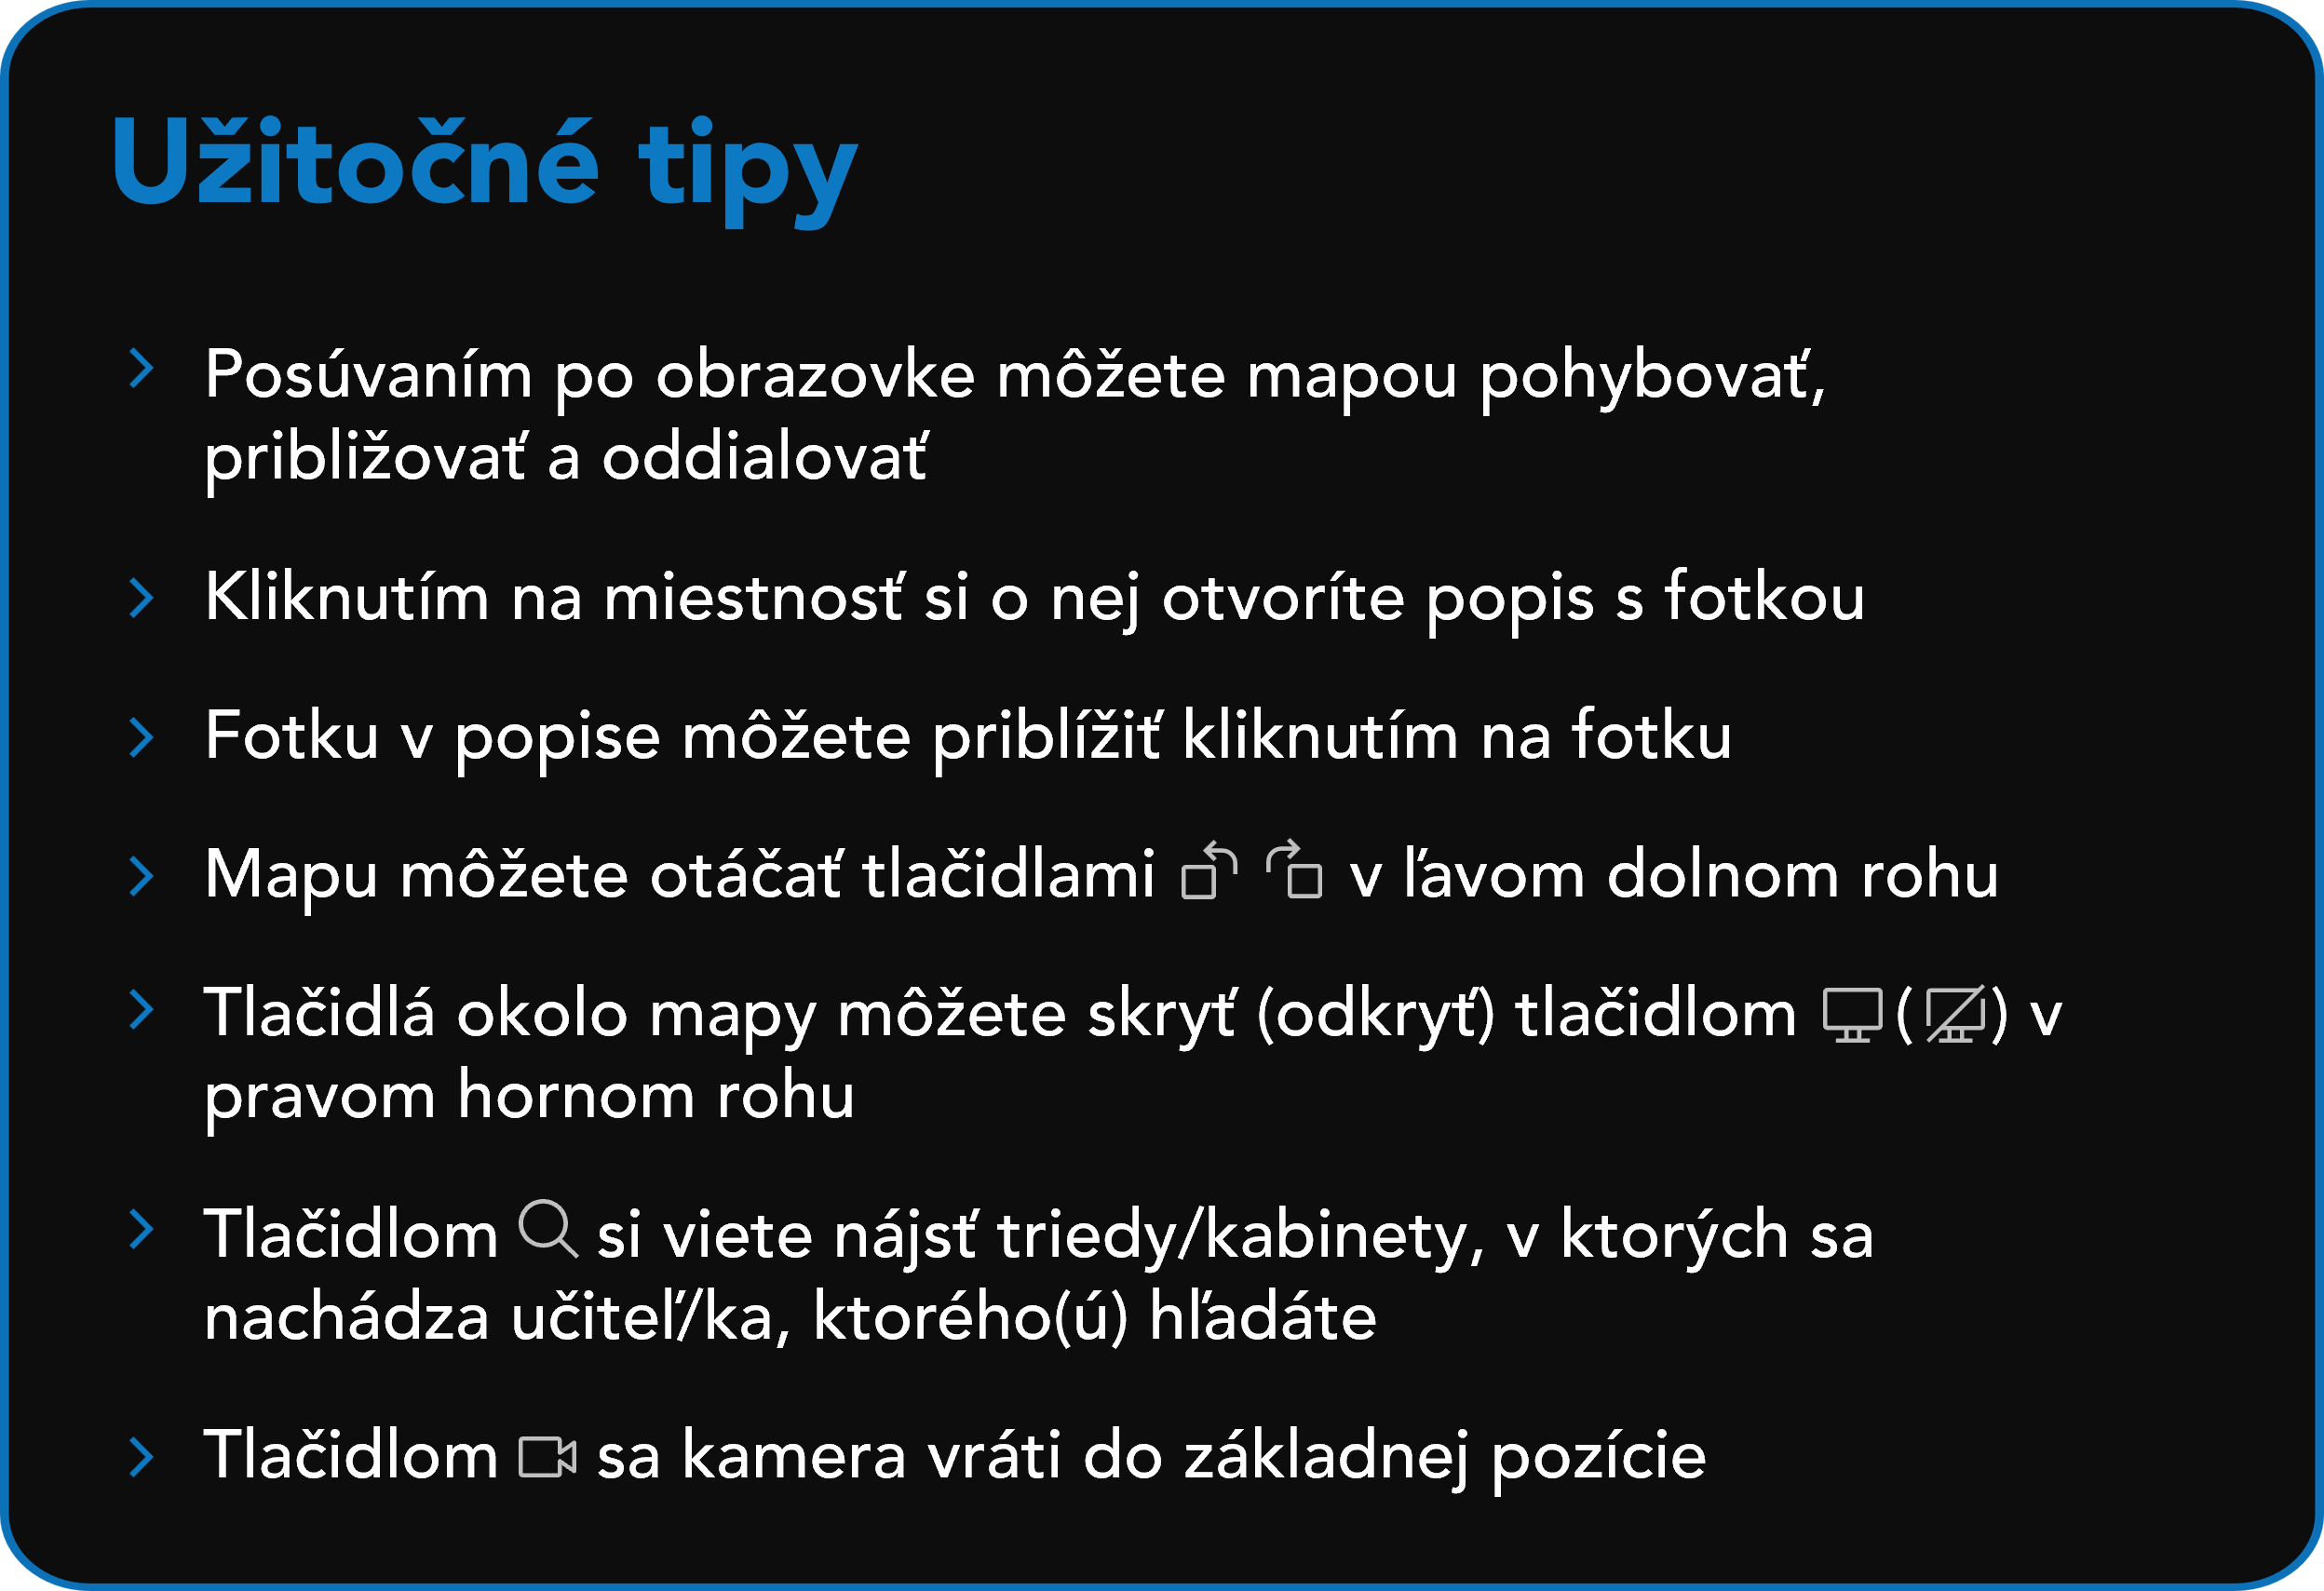 Užitočné tipy
Posúvaním po obrazovke môžete mapou pohybovať,
približovať a oddialovať
Kliknutím na miestnosť si o nej otvoríte popis s fotkou
Fotku v popise môžete priblížiť kliknutím na fotku
Mapu môžete otáčať tlačidlami v ľavom dolnom rohu
Tlačidlá okolo mapy môžete skryť (odkryť) tlačidlom ( ) v
pravom hornom rohu
Tlačidlom si viete nájsť triedy/kabinety, v ktorých sa
nachádza učiteľ/ka, ktorého(ú) hľadáte
Tlačidlom sa kamera vráti do základnej pozície